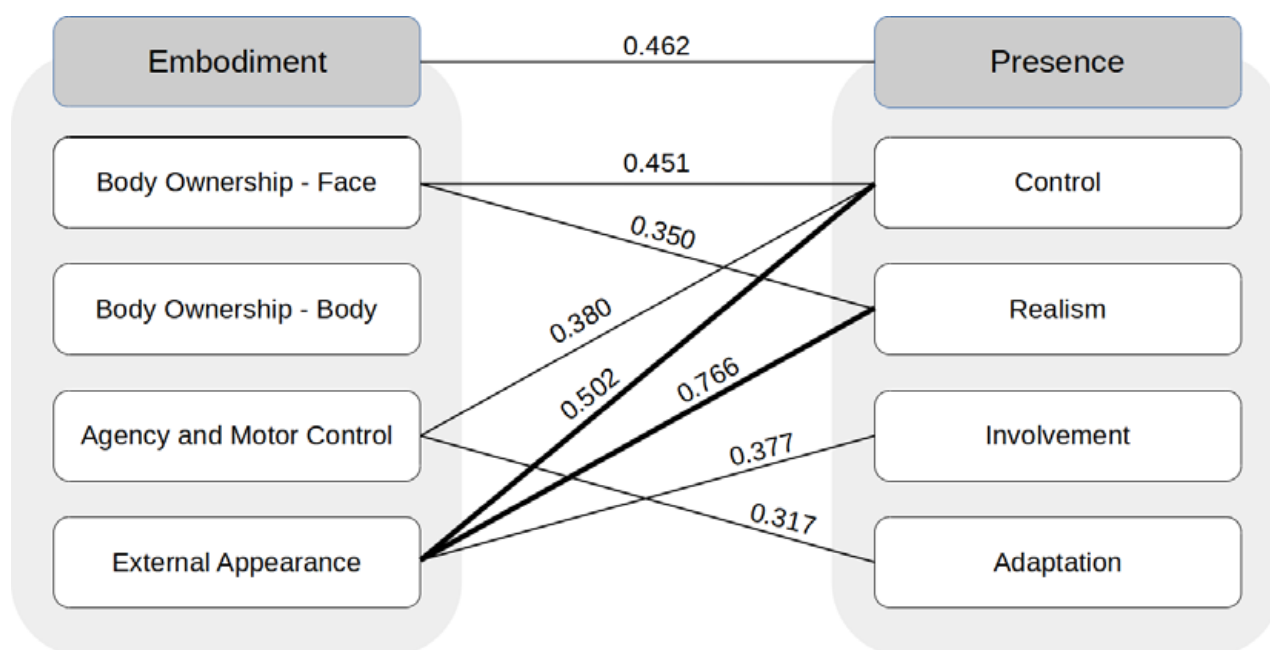 Embodiment
0.462
Presence
Body Ownership - Face
0.451
Control
0.350
Body Ownership - Body
0.380
Realism
0.502
0.766
Agency and Motor Control
0.377
Involvement
0.317
External Appearance
Adaptation